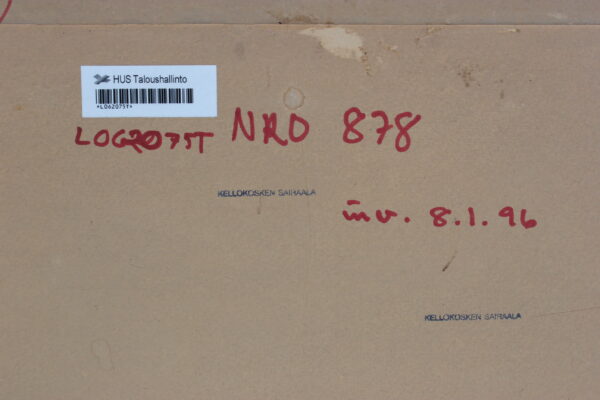 HUS Taloushallinto
*L062075T*
L062075T NRO 878
KELLOKOSKEN SAIRAALA
inv. 8.1.96
KELLOKOSKEN SAIRAALA